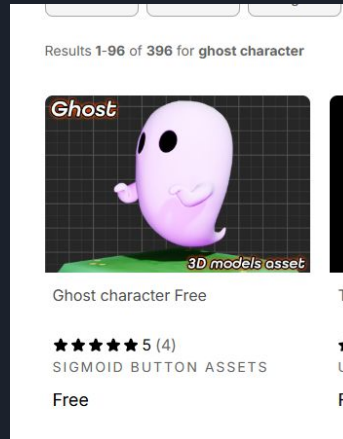 Results 1-96 of 396 for ghost character
Ghost
3D models asset
Ghost character Free
5 (4)
SIGMOID BUTTON ASSETS
Free